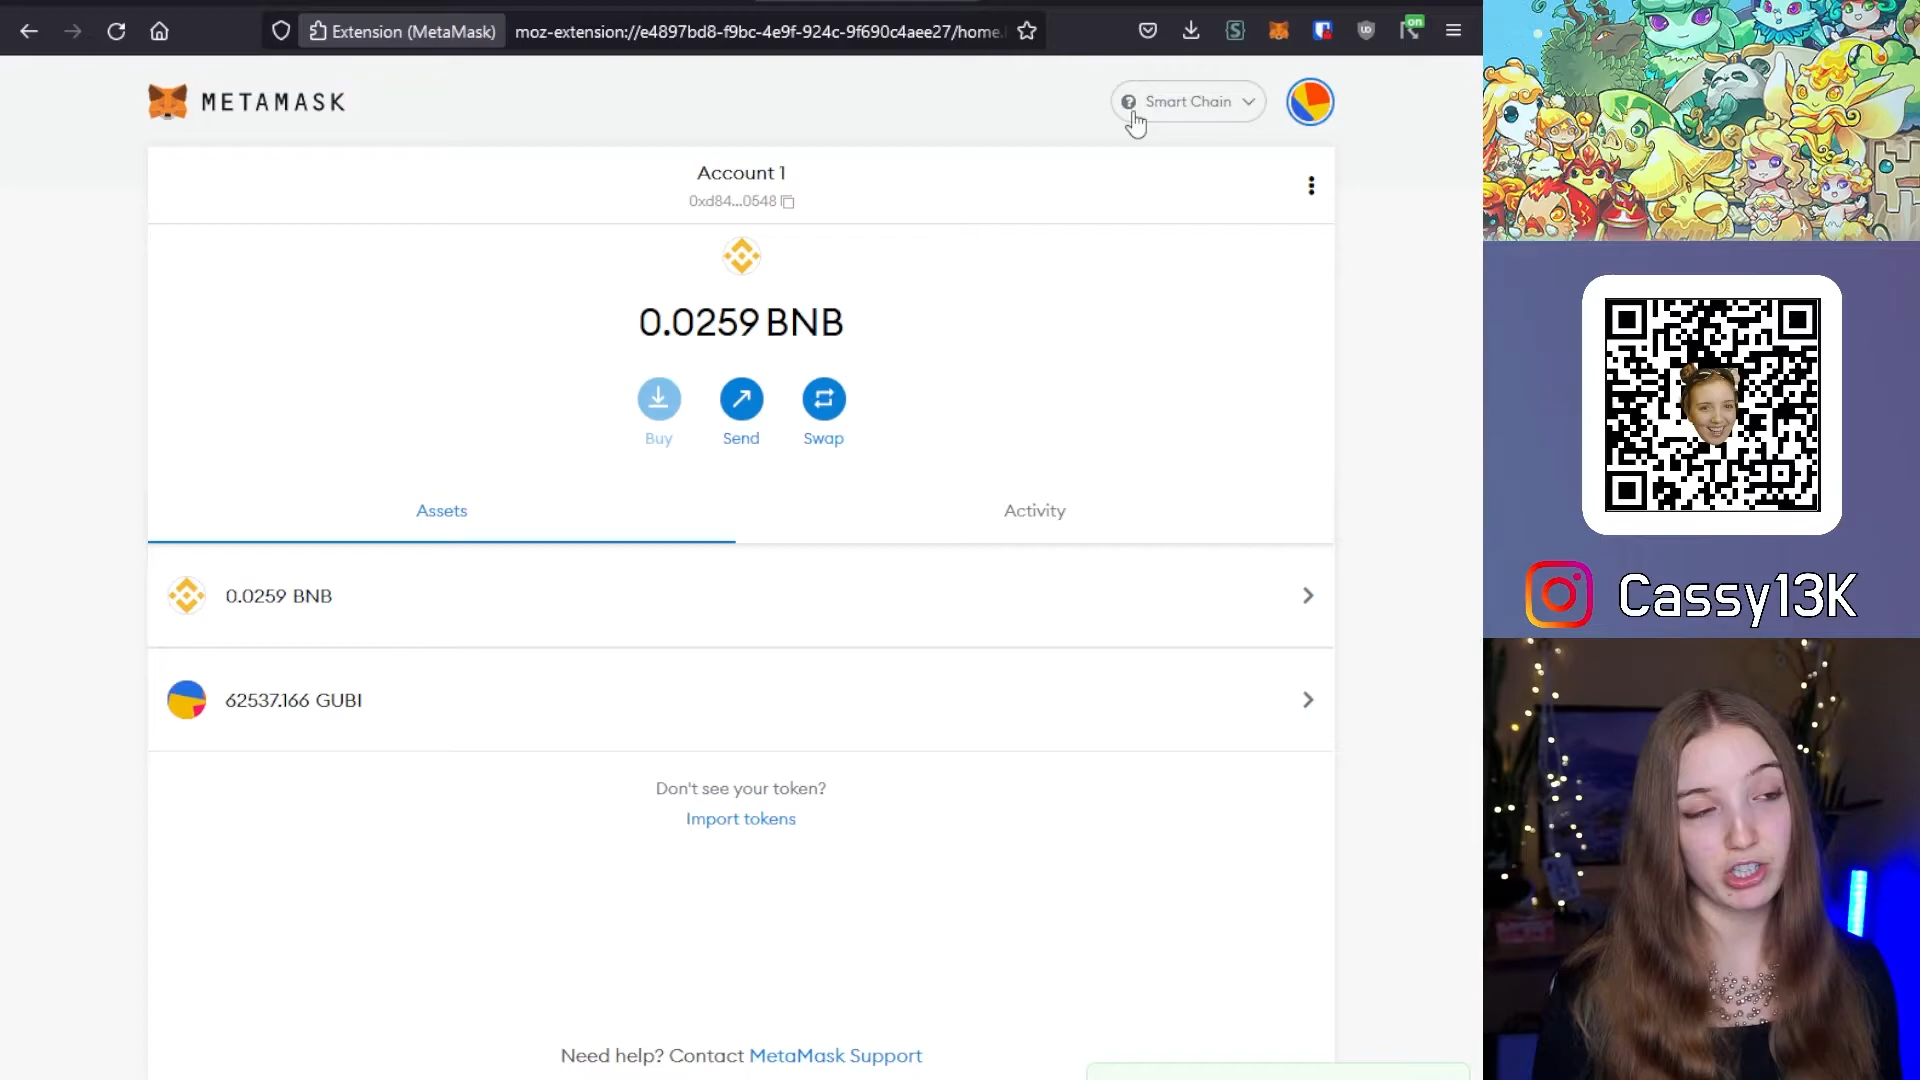 Extension (MetaMask)
moz-extension://e4897bd8-f9bc-4e9f-924c-9f690c4aee27/home.
on
METAMASK
Smart Chain
Account 1
0xd84...0548
0.0259 BNB
Buy
Send
Swap
Assets
Activity
0.0259 BNB
62537.166 GUBI
Don't see your token?
Import tokens
Need help? Contact MetaMask Support
Cassy13K